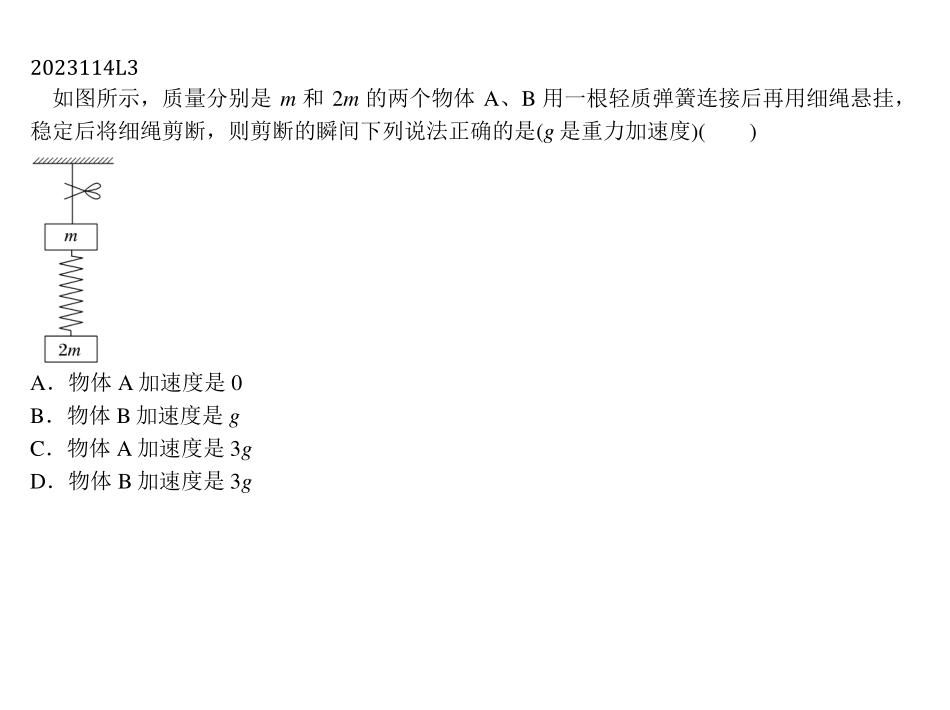 2023114L3
如图所示，质量分别是 m 和 2m 的两个物体 A、B 用一根轻质弹簧连接后再用细绳悬挂，
稳定后将细绳剪断，则剪断的瞬间下列说法正确的是(g 是重力加速度)(　　)
m
2m
A．物体 A 加速度是 0
B．物体 B 加速度是 g
C．物体 A 加速度是 3g
D．物体 B 加速度是 3g